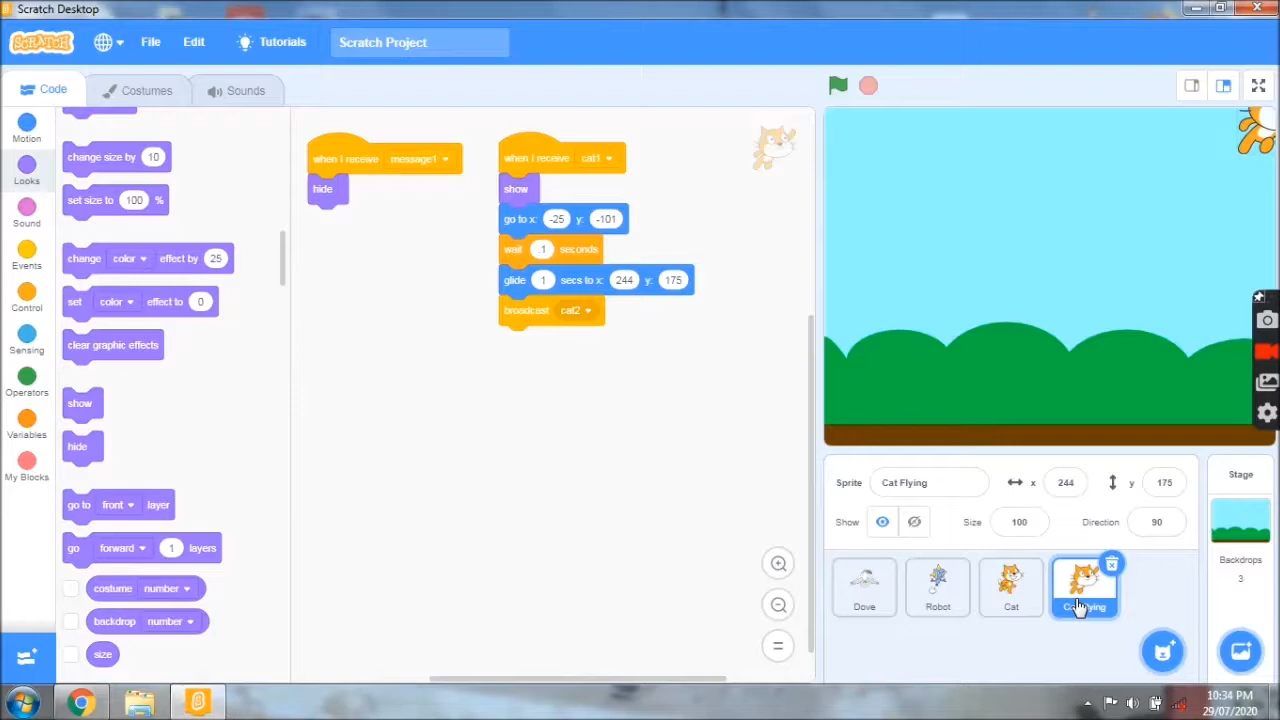 Scratch Desktop
SCRATCH File Edit Tutorials Scratch Project
Code Costumes Sounds
Motion
Looks
Sound
Events
Control
Sensing
Operators
Variables
My Blocks
change size by 10
set size to 100 %
change color effect by 25
set color effect to 0
clear graphic effects
show
hide
go to front layer
go forward 1 layers
costume number
backdrop number
size
when I receive message1
hide
when I receive cat1
show
go to x: -25 y: -101
wait .1 seconds
glide 1 secs to x: 244 y: 175
broadcast cat2
Sprite Cat Flying x 244 y 175
Show Size 100 Direction 90
Dove Robot Cat Cat Flying
Stage
Backdrops
3
10:34 PM
29/07/2020